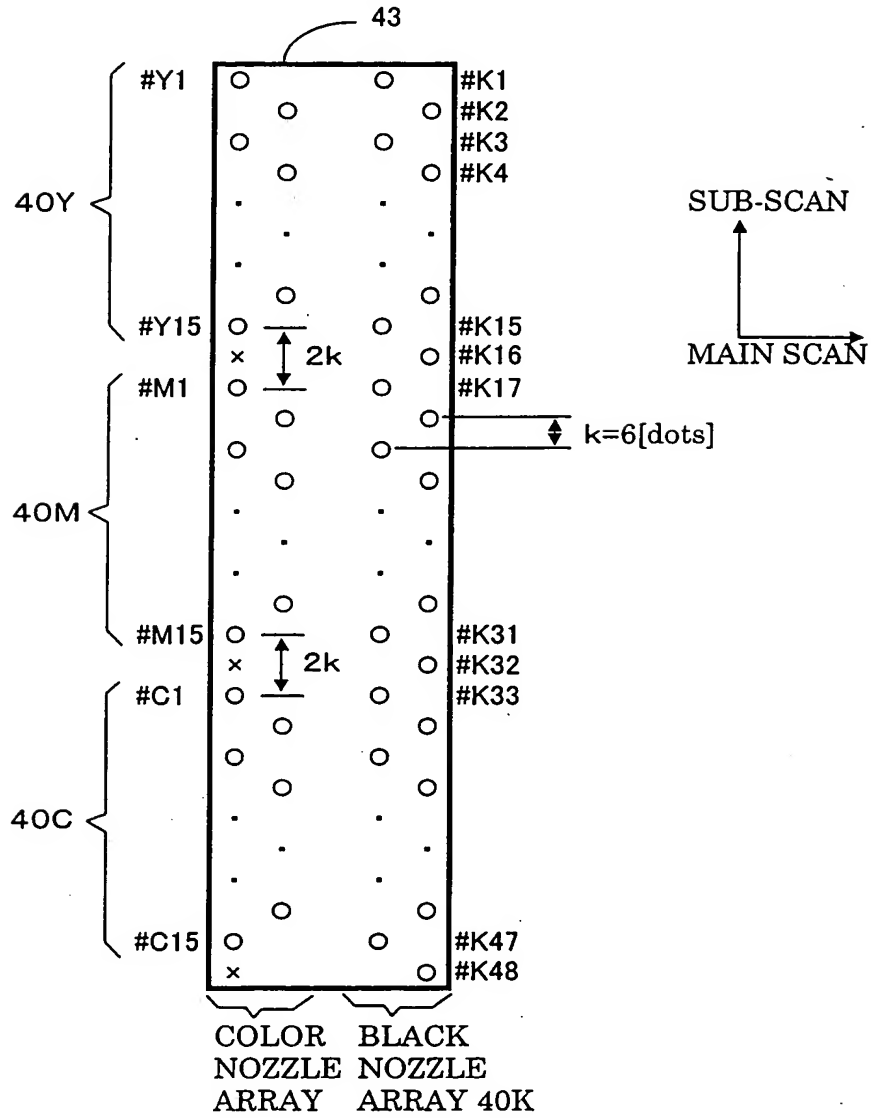 43
#Y1
#K1
#K2
#K3
#K4
40Y
SUB-SCAN
#Y15
#K15
2k
#K16
MAIN SCAN
#M1
#K17
k=6[dots]
40M
#M15
#K31
2k
#K32
#C1
#K33
40C
#C15
#K47
#K48
COLOR
NOZZLE
ARRAY
BLACK
NOZZLE
ARRAY 40K